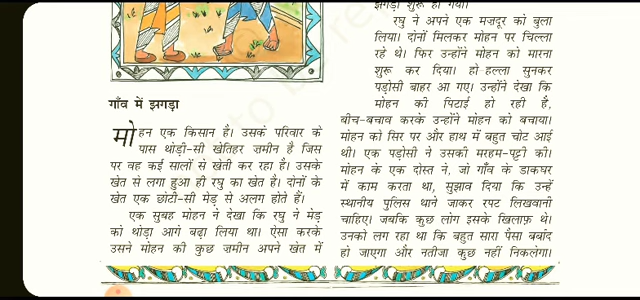 गाँव में झगड़ा
मोहन एक किसान है। उसके परिवार के
पास थोड़ी-सी खेतिहर ज़मीन है जिस
पर वह कई सालों से खेती कर रहा है। उसके
खेत से लगा हुआ ही रघु का खेत है। दोनों के
खेत एक छोटी-सी मेड़ से अलग होते हैं।
एक सुबह मोहन ने देखा कि रघु ने मेड़
को थोड़ा आगे बढ़ा लिया था। ऐसा करके
उसने मोहन की कुछ ज़मीन अपने खेत में
झगड़ा शुरू हो गया।
रघु ने अपने एक मज़दूर को बुला
लिया। दोनों मिलकर मोहन पर चिल्ला
रहे थे। फिर उन्होंने मोहन को मारना
शुरू कर दिया। हो हल्ला सुनकर
पड़ोसी बाहर आ गए। उन्होंने देखा कि
मोहन की पिटाई हो रही है,
बीच-बचाव करके उन्होंने मोहन को बचाया।
मोहन को सिर पर और हाथ में बहुत चोट आई
थी। एक पड़ोसी ने उसकी मरहम-पट्टी की।
मोहन के एक दोस्त ने, जो गाँव के डाकघर
में काम करता था, सुझाव दिया कि उन्हें
स्थानीय पुलिस थाने जाकर रपट लिखवानी
चाहिए। जबकि कुछ लोग इसके खिलाफ़ थे।
उनको लग रहा था कि बहुत सारा पैसा बर्बाद
हो जाएगा और नतीजा कुछ नहीं निकलेगा।